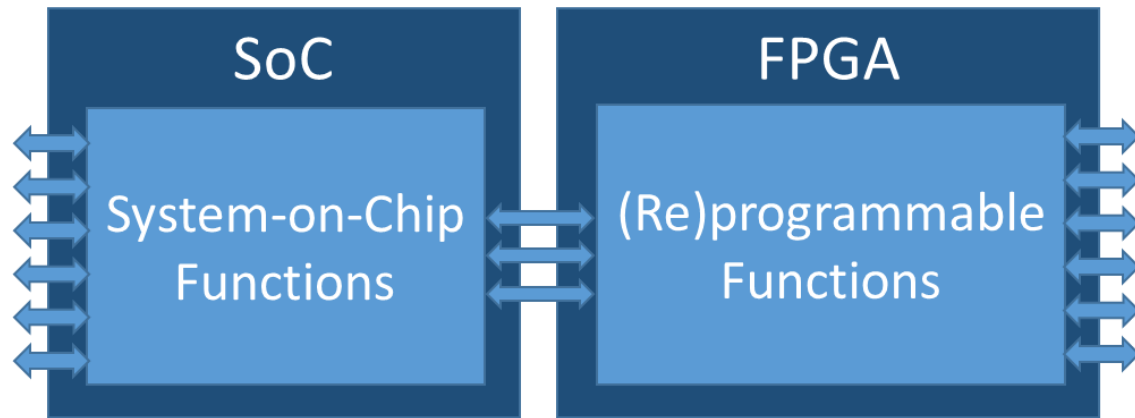 SoC
System-on-Chip
Functions
FPGA
(Re)programmable
Functions